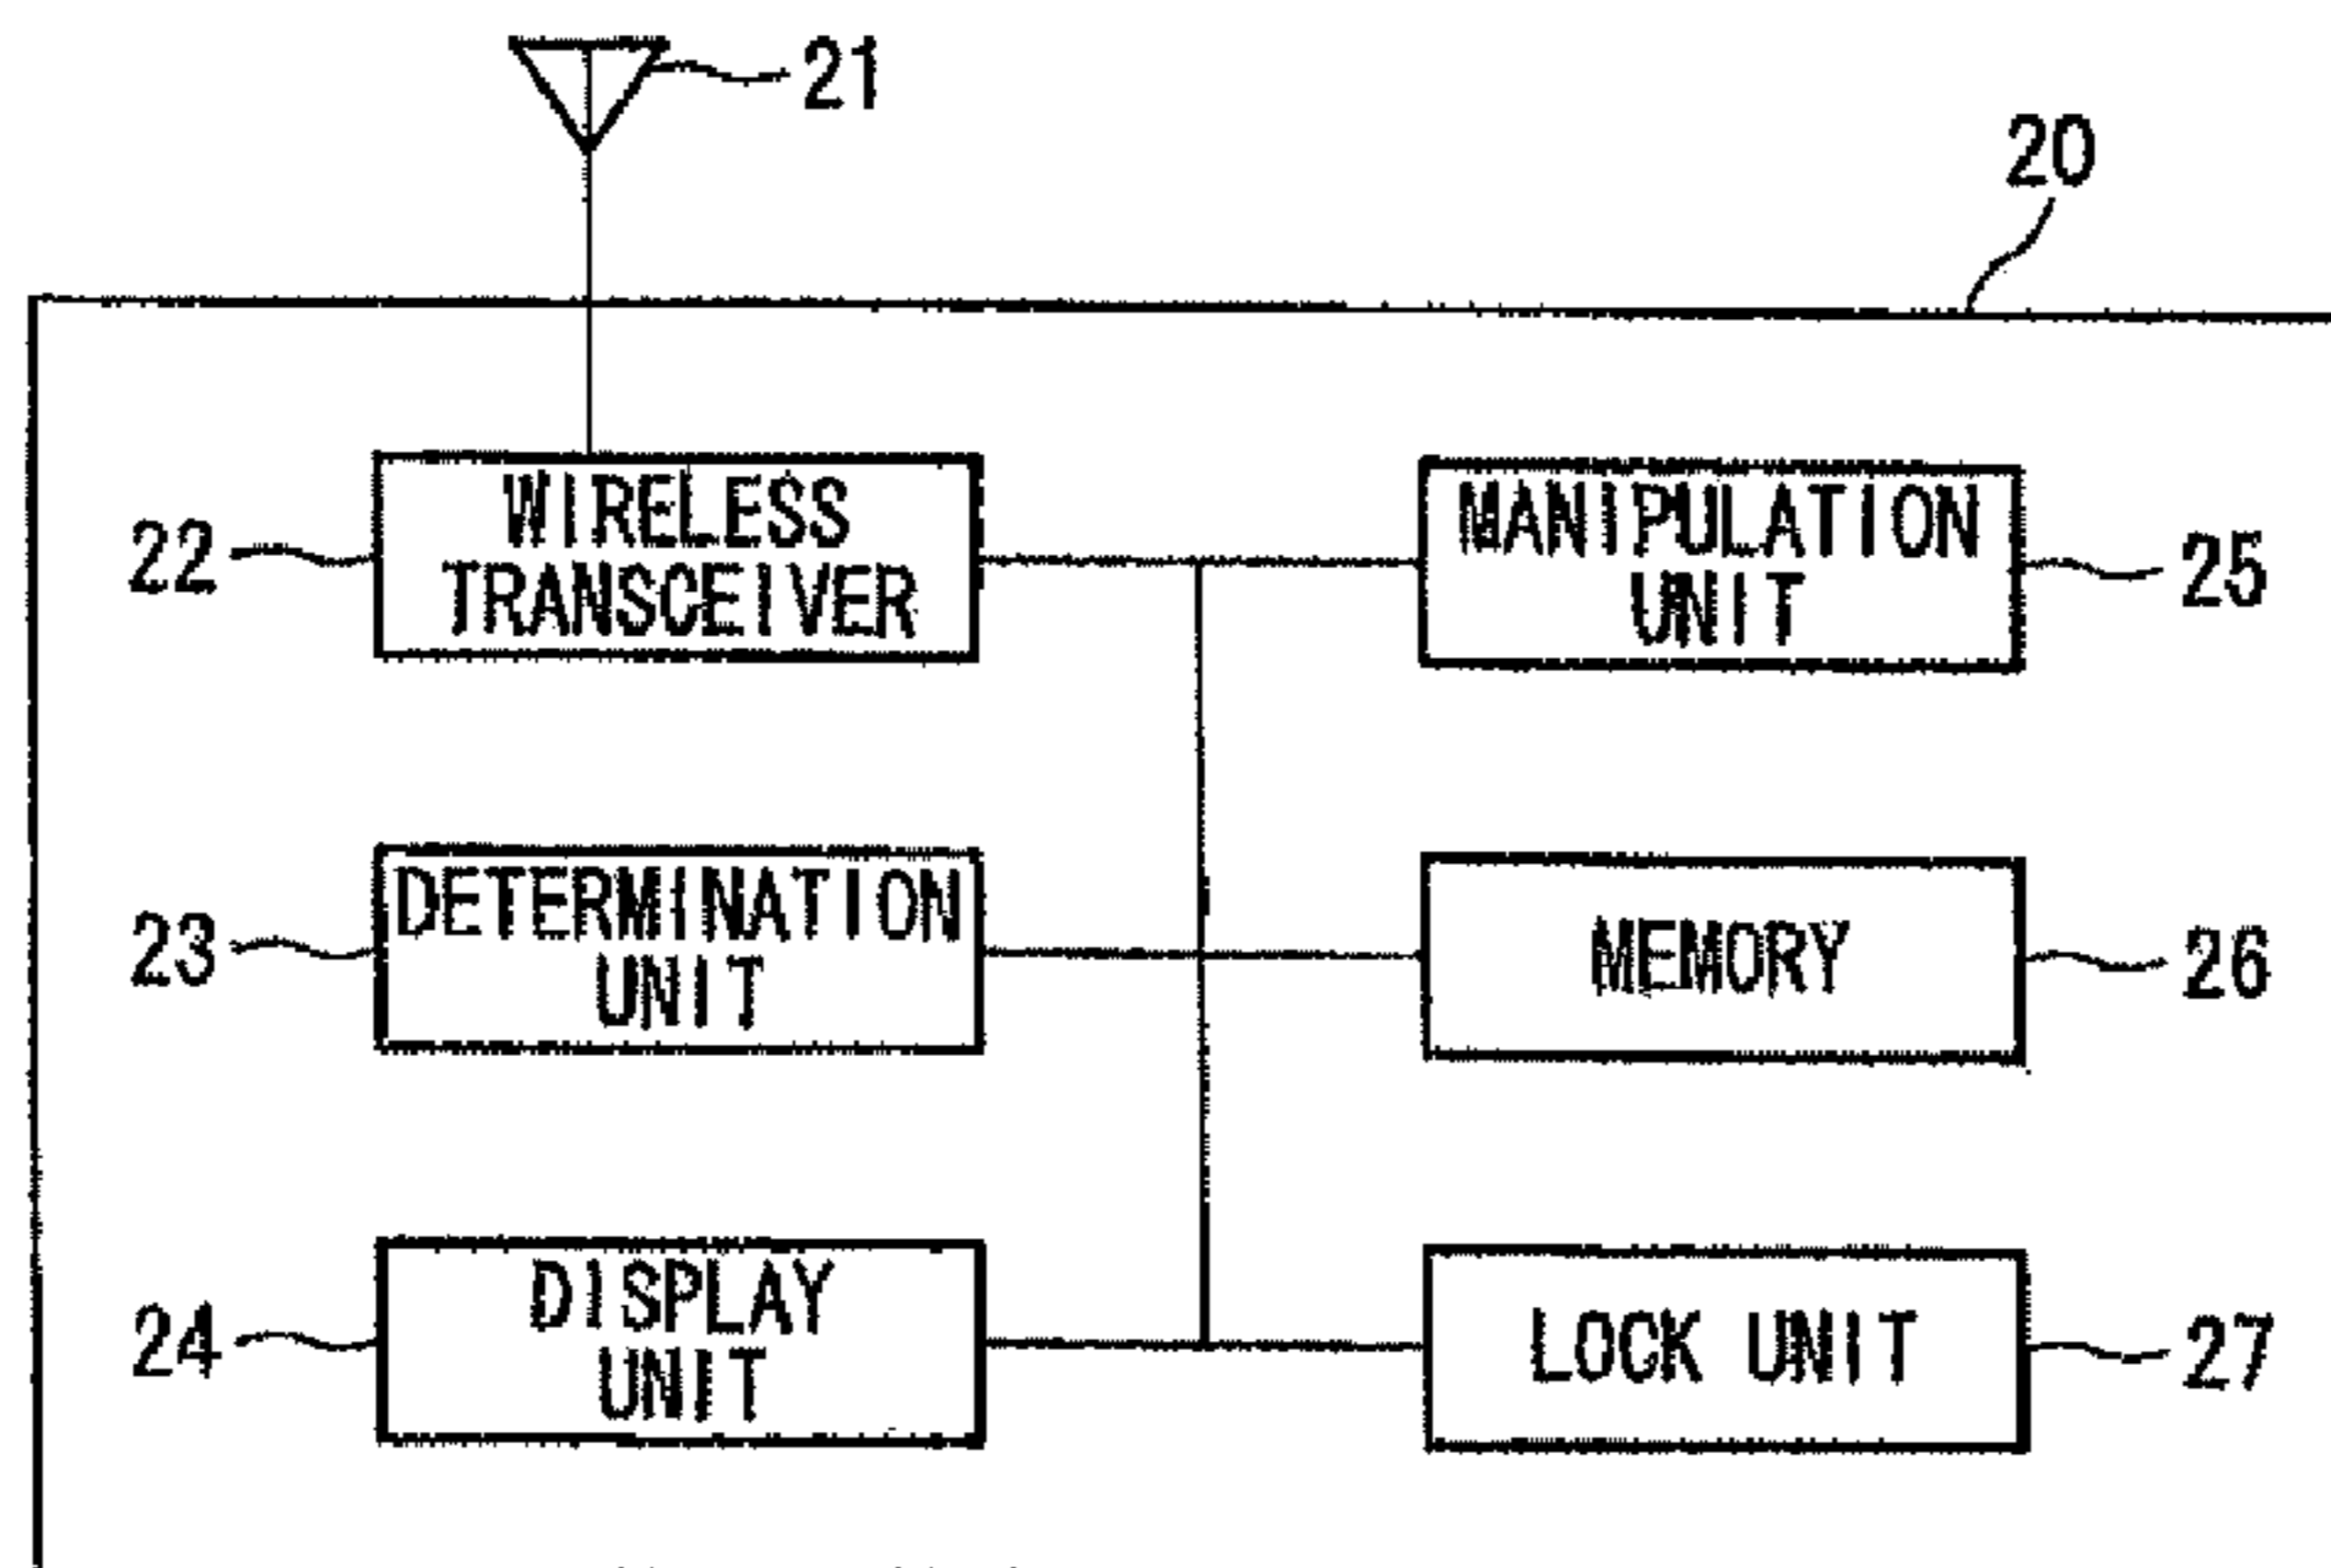 21
20
22
WIRELESS
TRANSCEIVER
MANIPULATION
UNIT
25
23
DETERMINATION
UNIT
MEMORY
26
24
DISPLAY
UNIT
LOCK UNIT
27